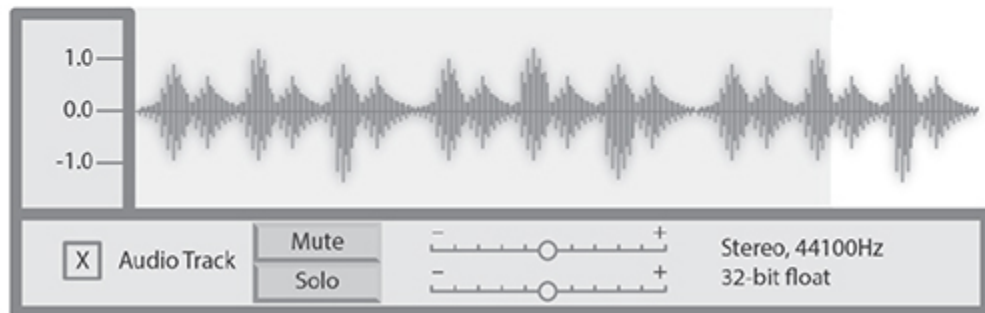 1.0
0.0
-1.0
X
Audio Track
Mute
Solo
- +
- +
Stereo, 44100Hz
32-bit float